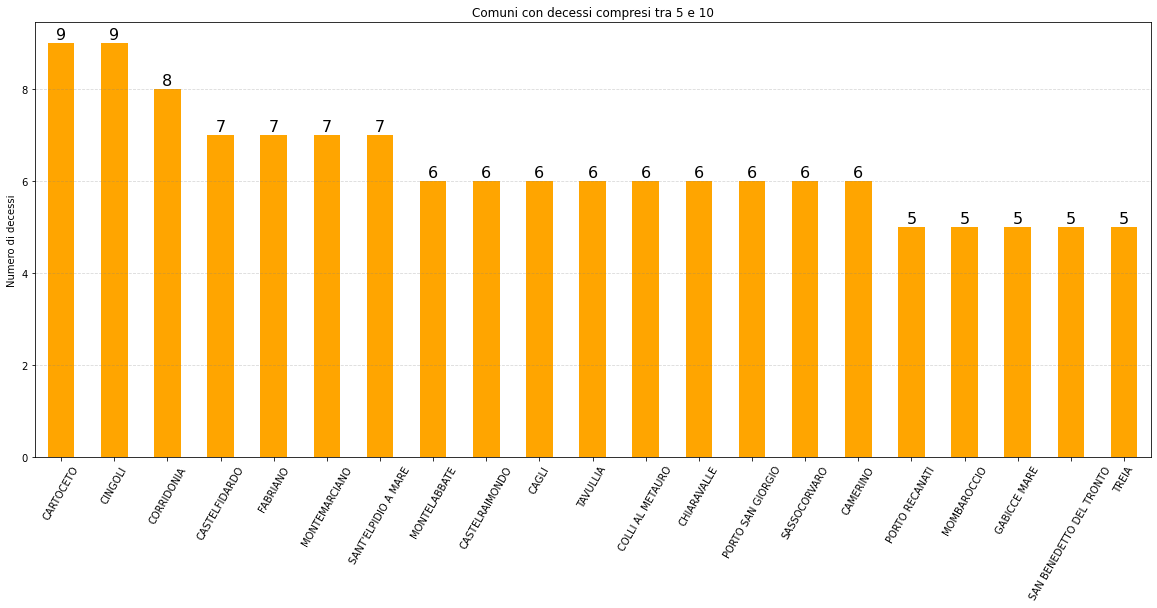 Comuni con decessi compresi tra 5 e 10
Numero di decessi
8
6
4
2
0
9
9
8
7
7
7
7
6
6
6
6
6
6
6
6
6
5
5
5
5
5
CARTOCETO
CINGOLI
CORRIDONIA
CASTELFIDARDO
FABRIANO
MONTEMARCIANO
SANT'ELPIDIO A MARE
MONTELABBATE
CASTELRAIMONDO
CAGLI
TAVULLIA
COLLI AL METAURO
CHIARAVALLE
PORTO SAN GIORGIO
SASSOCORVARO
CAMERINO
PORTO RECANATI
MOMBAROCCIO
GABICCE MARE
SAN BENEDETTO DEL TRONTO
TREIA